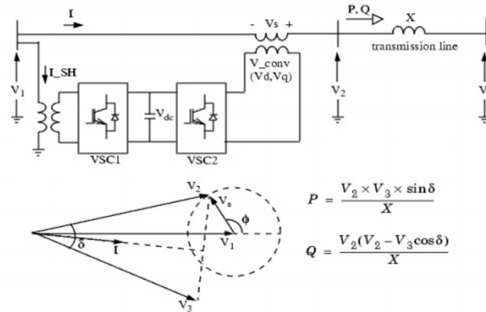 I
- Vs +
P, Q
X
transmission line
V_conv
(Vd,Vq)
V1
I_SH
Vdc
V2
V
VSC1
VSC2
V2
Vs
ϕ
V1
δ
I
V3
P = V2 × V3 × sinδ / X
Q = V2(V2 − V3cosδ) / X